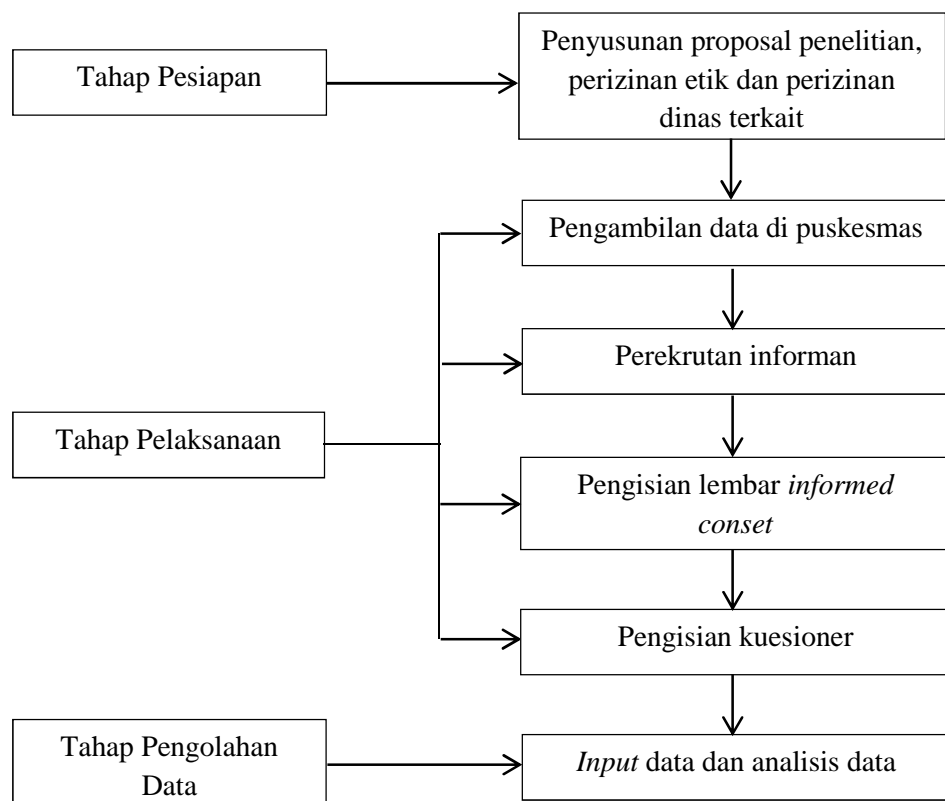 Tahap Pesiapan
Penyusunan proposal penelitian,
perizinan etik dan perizinan
dinas terkait
Pengambilan data di puskesmas
Perekrutan informan
Tahap Pelaksanaan
Pengisian lembar informed
conset
Pengisian kuesioner
Tahap Pengolahan
Data
Input data dan analisis data